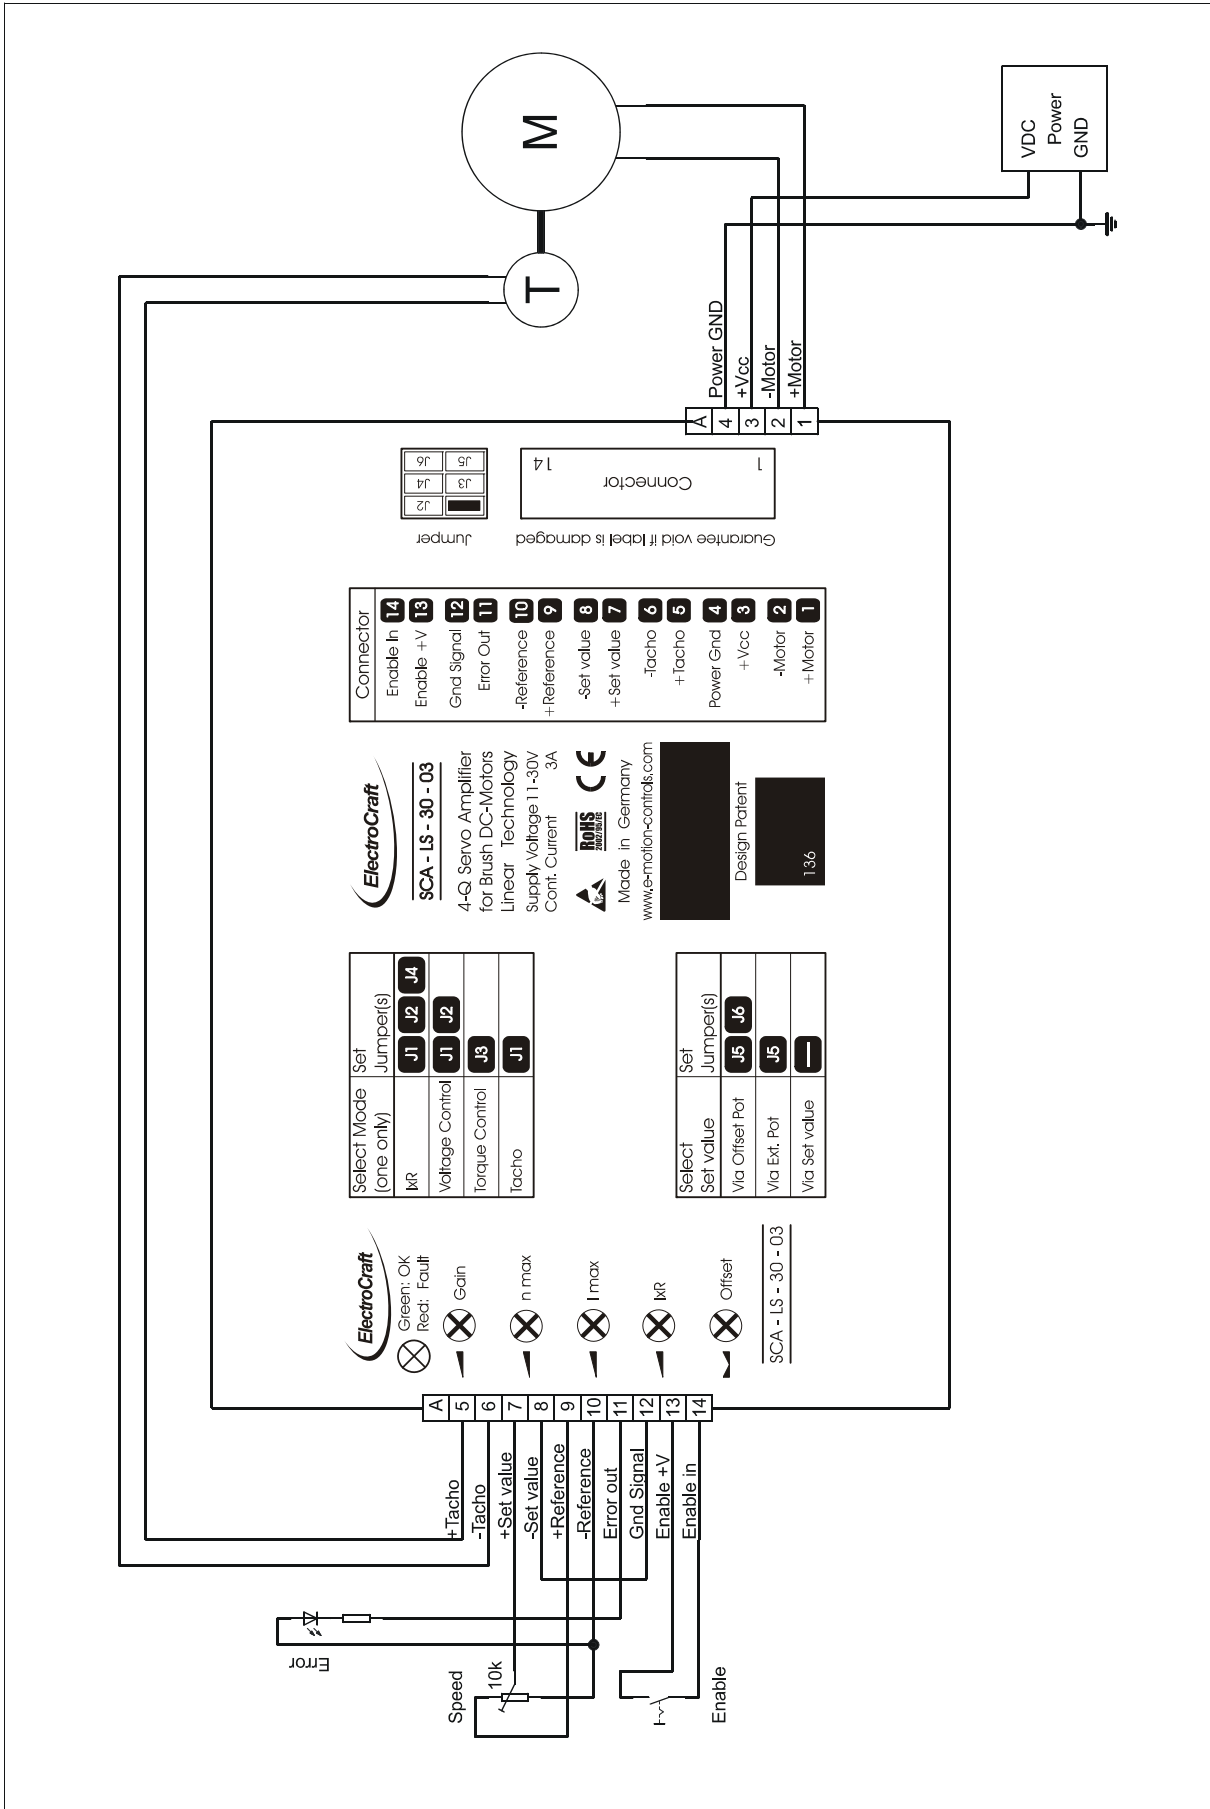 M
T
VDC
Power
GND
Power GND
+Vcc
-Motor
+Motor
A
4
3
2
1
J2
J4
J6
J3
J5
Jumper
14
1
Connector
Guarantee void if label is damaged
Connector
Enable In 14
Enable +V 13
Gnd Signal 12
Error Out 11
-Reference 10
+Reference 9
-Set value 8
+Set value 7
-Tacho 6
+Tacho 5
Power Gnd 4
+Vcc 3
-Motor 2
+Motor 1
ElectroCraft
SCA - LS - 30 - 03
4-Q Servo Amplifier
for Brush DC-Motors
Linear Technology
Supply Voltage 11-30V
Cont. Current 3A
RoHS
2002/95/EC
CE
Made in Germany
www.e-motion-controls.com
Design Patent
136
Select Mode Set
(one only) Jumper(s)
IxR J1 J2 J4
Voltage Control J1 J2
Torque Control J3
Tacho J1
Select Set
Set value Jumper(s)
Via Offset Pot J5 J6
Via Ext. Pot J5
Via Set value —
ElectroCraft
Green: OK
Red: Fault
Gain
n max
I max
IxR
Offset
SCA - LS - 30 - 03
A
5
6
7
8
9
10
11
12
13
14
+Tacho
-Tacho
+Set value
-Set value
+Reference
-Reference
Error out
Gnd Signal
Enable +V
Enable in
Error
Speed
10k
Enable